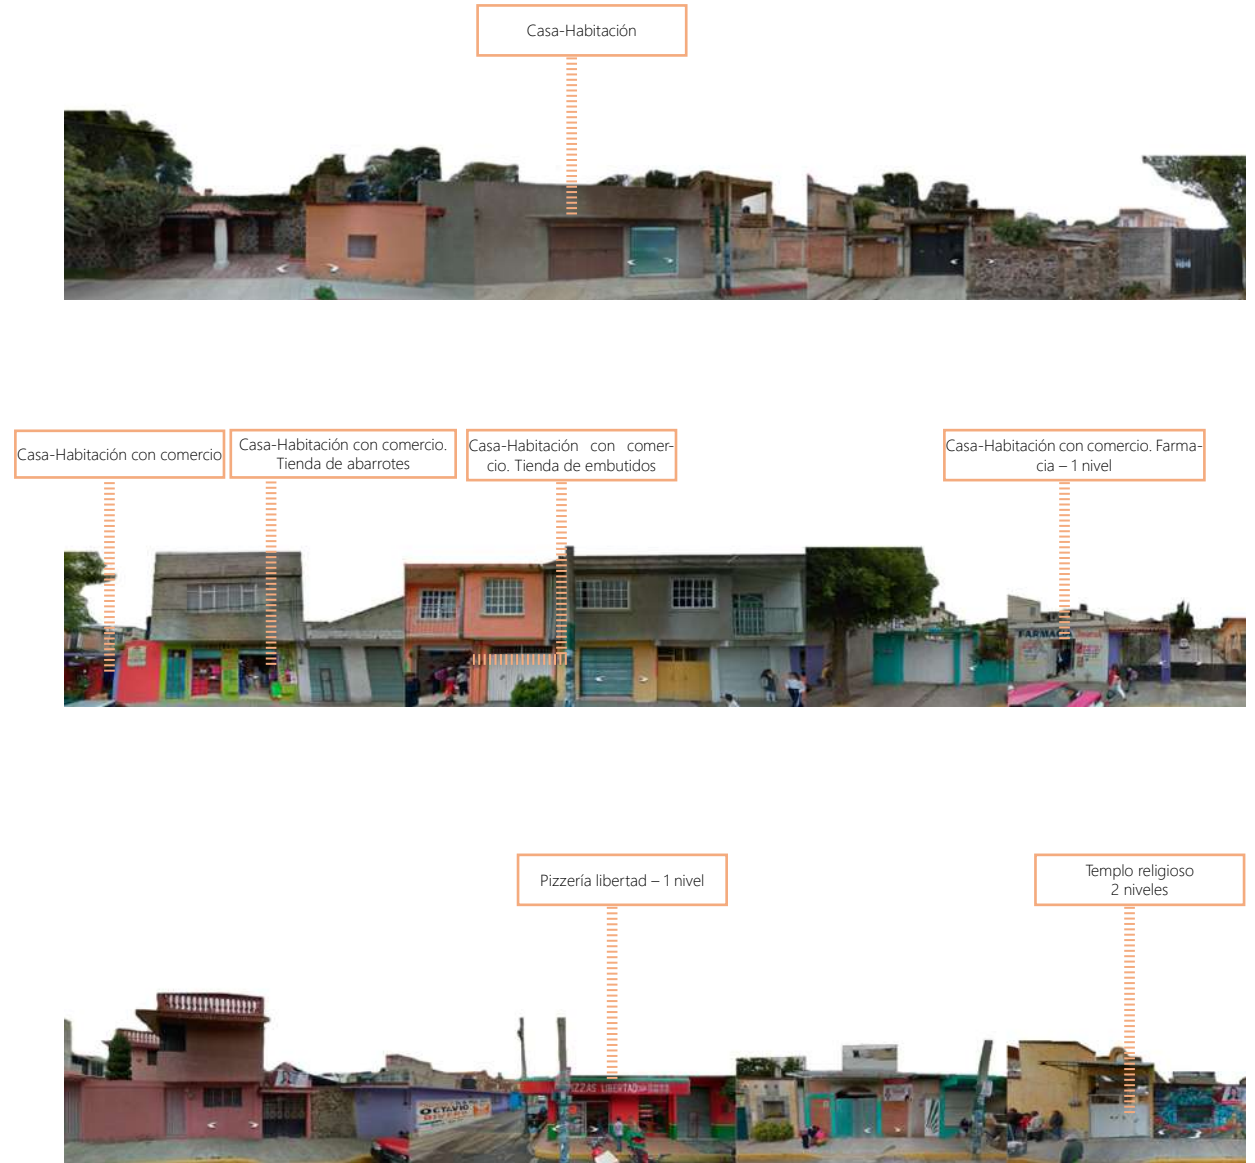 Casa-Habitación
Casa-Habitación con comercio
Casa-Habitación con comercio.
Tienda de abarrotes
Casa-Habitación con comer-
cio. Tienda de embutidos
Casa-Habitación con comercio. Farma-
cia – 1 nivel
FARMACIA
Pizzería libertad – 1 nivel
Templo religioso
2 niveles
OCTAVIO
RIVERA
PIZZAS LIBERTAD